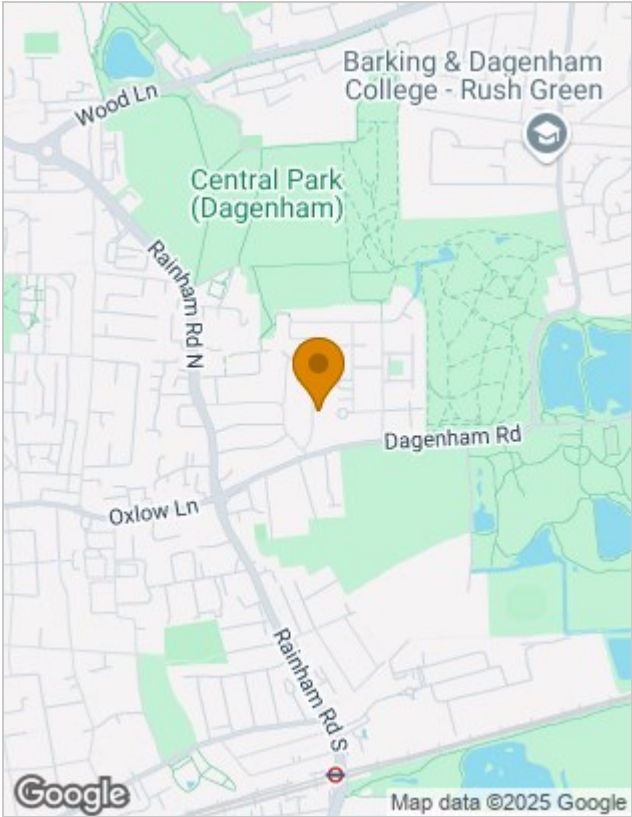 Barking & Dagenham
College - Rush Green
Wood Ln
Central Park
(Dagenham)
Rainham Rd N
Dagenham Rd
Oxlow Ln
Rainham Rd S
Google
Map data ©2025 Google